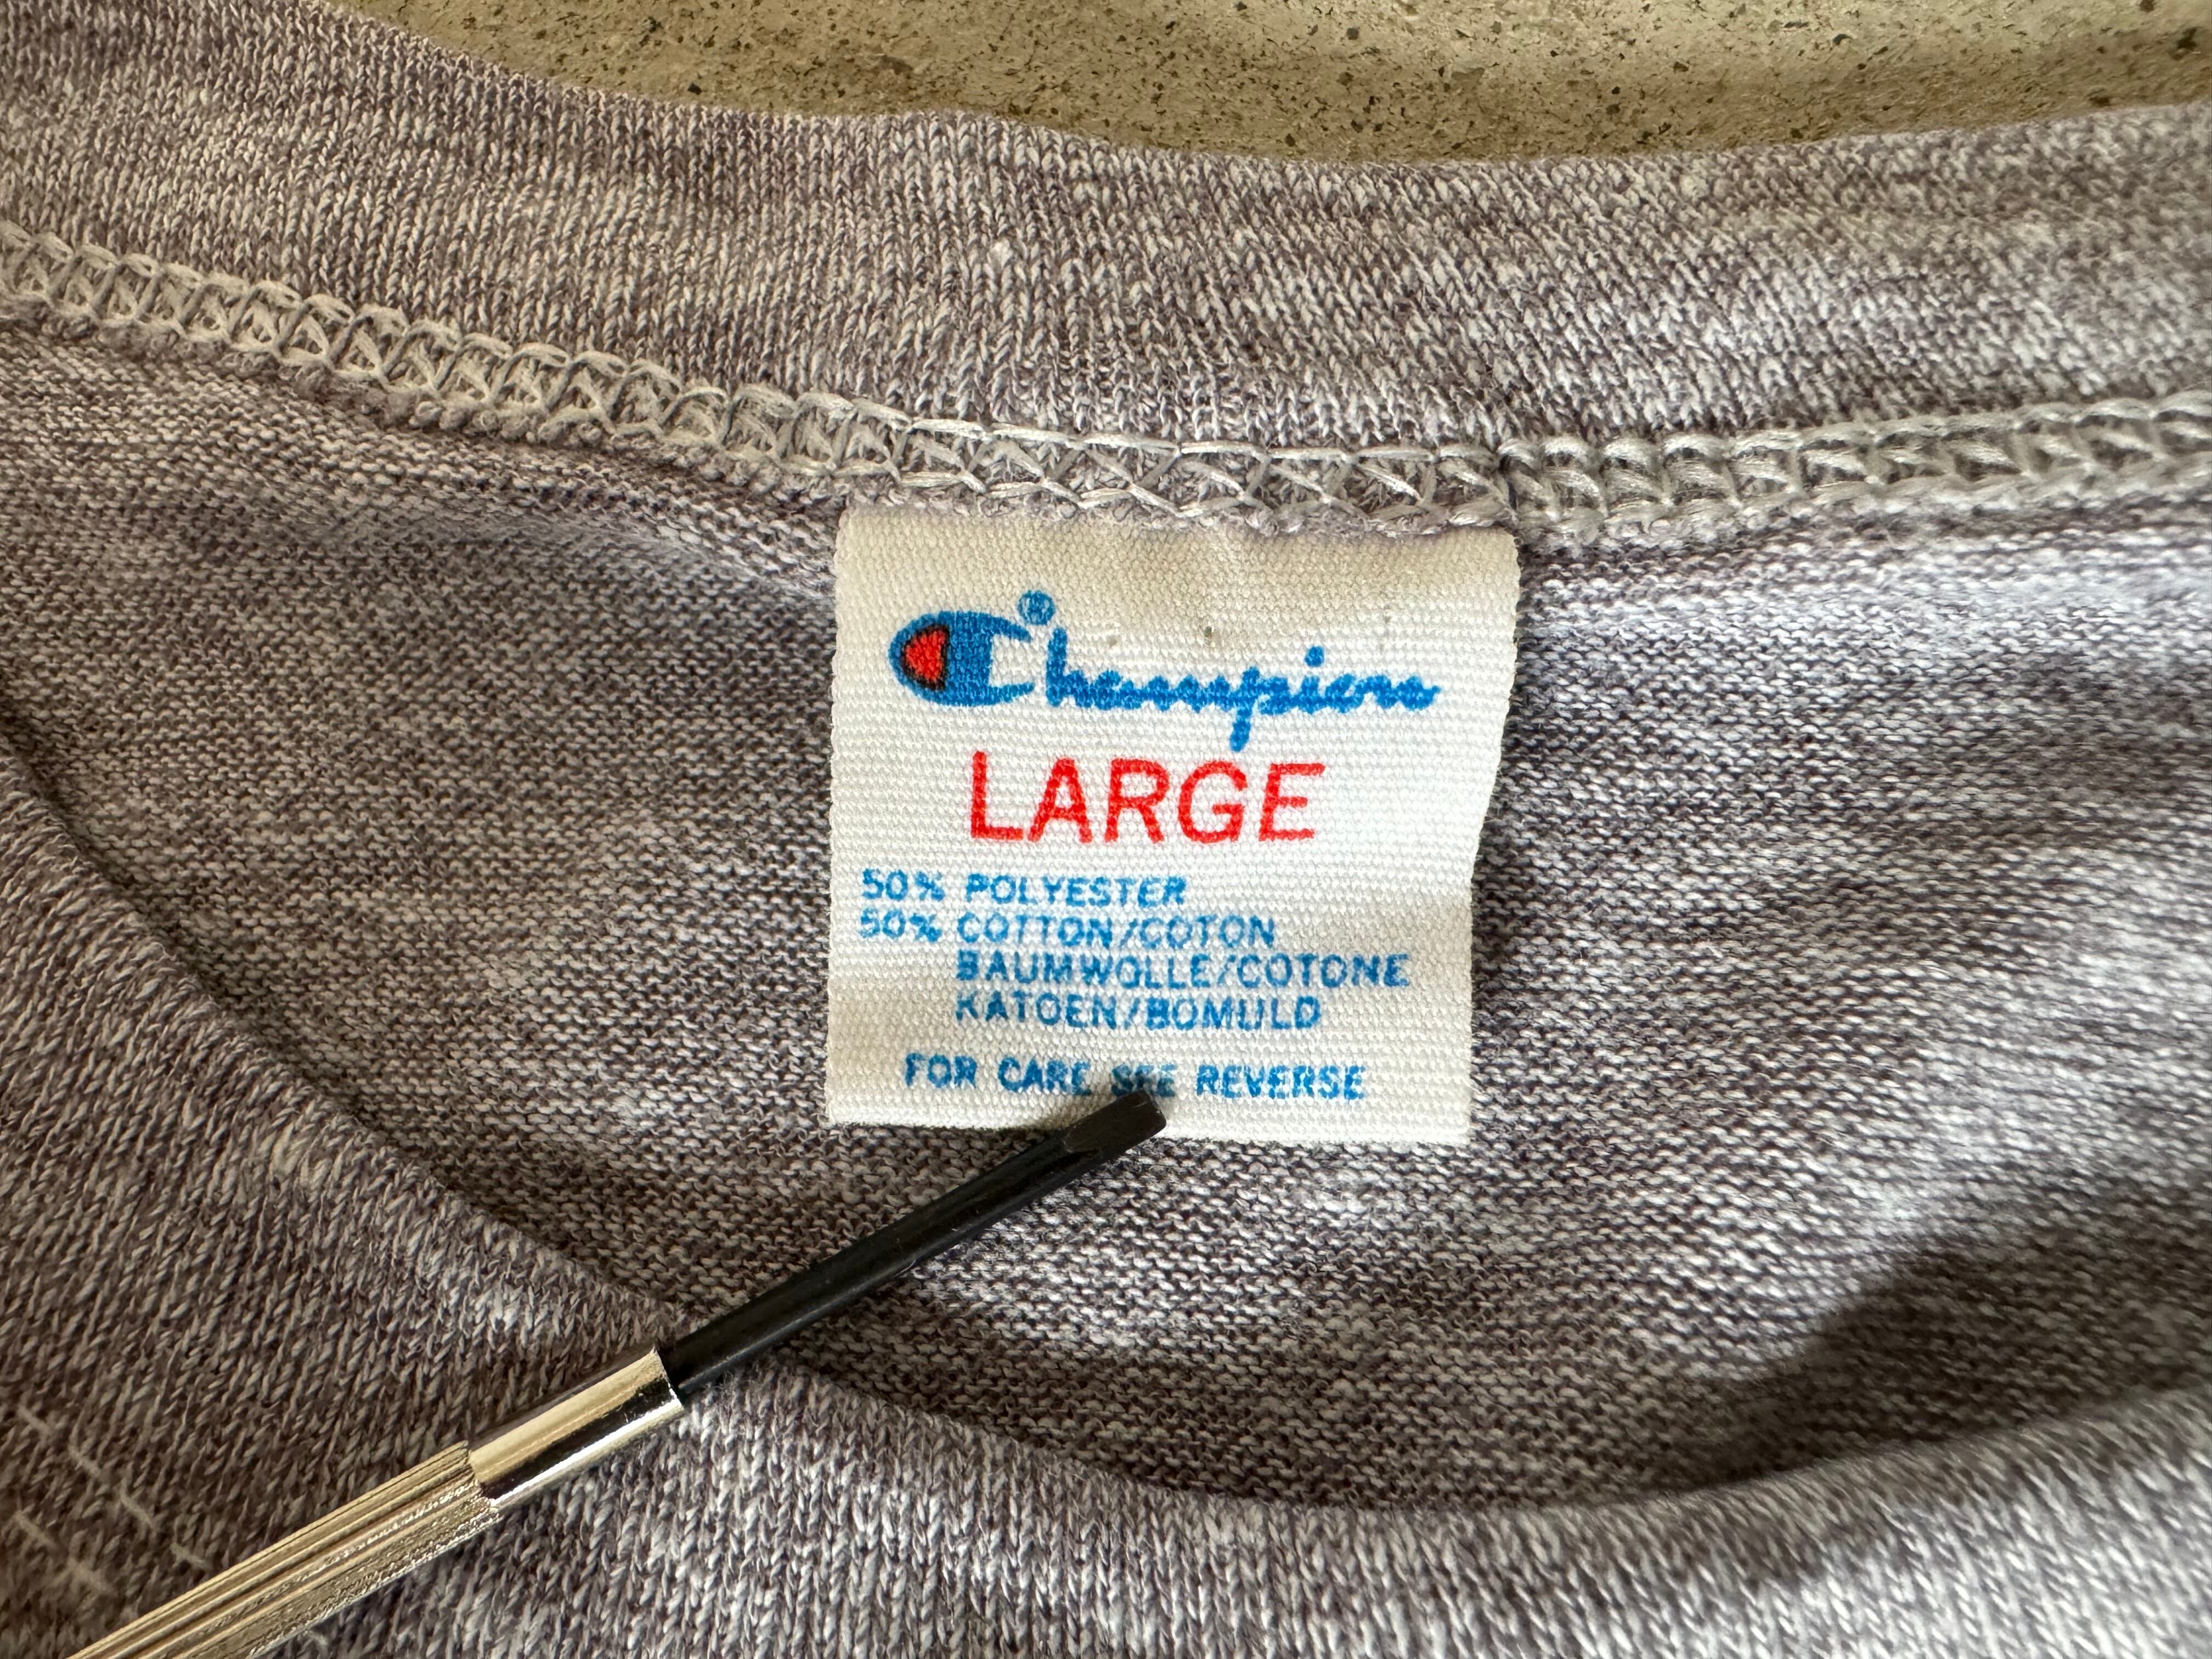 Champion®
LARGE
50% POLYESTER
50% COTTON/COTON
BAUMWOLLE/COTONE
KATOEN/BOMULD
FOR CARE SEE REVERSE